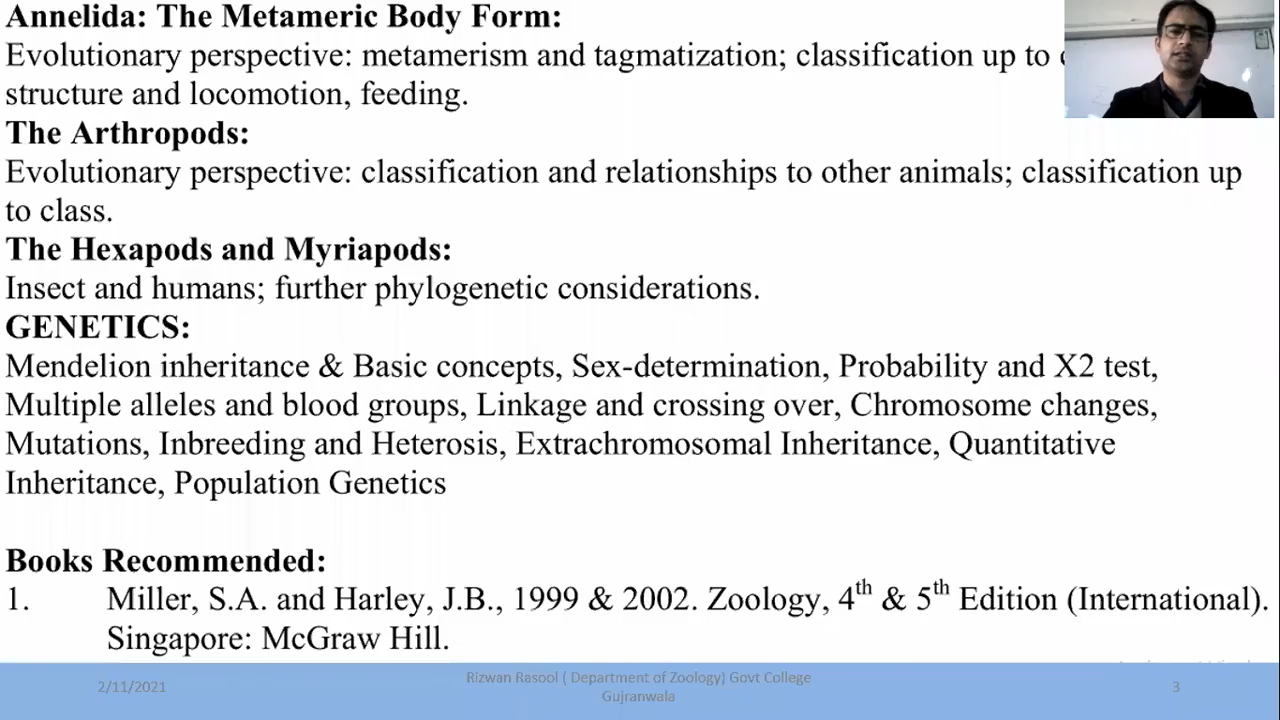 Annelida: The Metameric Body Form:
Evolutionary perspective: metamerism and tagmatization; classification up to
structure and locomotion, feeding.
The Arthropods:
Evolutionary perspective: classification and relationships to other animals; classification up
to class.
The Hexapods and Myriapods:
Insect and humans; further phylogenetic considerations.
GENETICS:
Mendelion inheritance & Basic concepts, Sex-determination, Probability and X2 test,
Multiple alleles and blood groups, Linkage and crossing over, Chromosome changes,
Mutations, Inbreeding and Heterosis, Extrachromosomal Inheritance, Quantitative
Inheritance, Population Genetics
Books Recommended:
1. Miller, S.A. and Harley, J.B., 1999 & 2002. Zoology, 4th & 5th Edition (International).
Singapore: McGraw Hill.
2/11/2021
Rizwan Rasool ( Department of Zoology) Govt College
Gujranwala
3